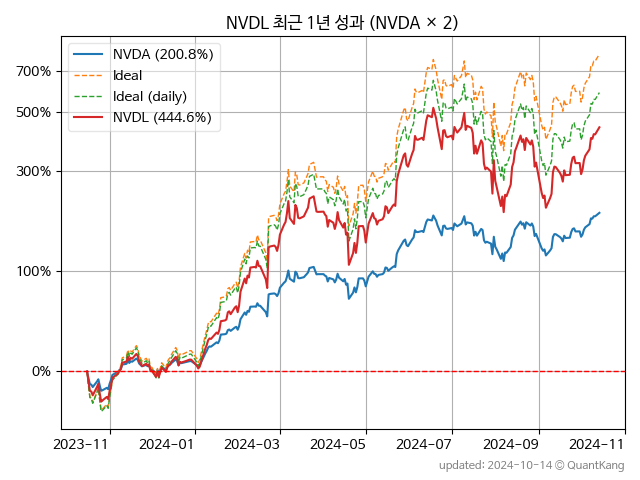 NVDL 최근 1년 성과 (NVDA × 2)
NVDA (200.8%)
Ideal
Ideal (daily)
NVDL (444.6%)
700%
500%
300%
100%
0%
2023−11 2024−01 2024−03 2024−05 2024−07 2024−09 2024−11
updated: 2024-10-14 © QuantKang